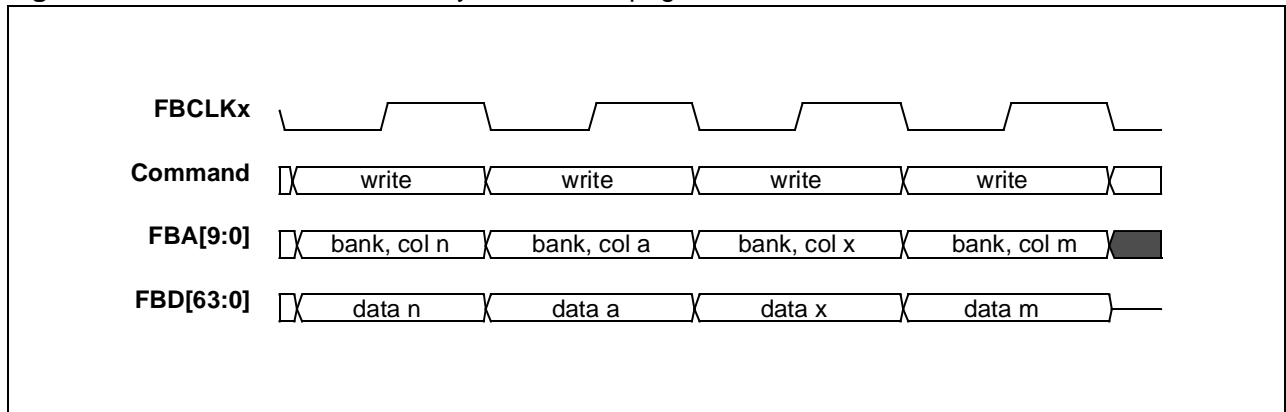 FBCLKx
Command write write write write
FBA[9:0] bank, col n bank, col a bank, col x bank, col m
FBD[63:0] data n data a data x data m